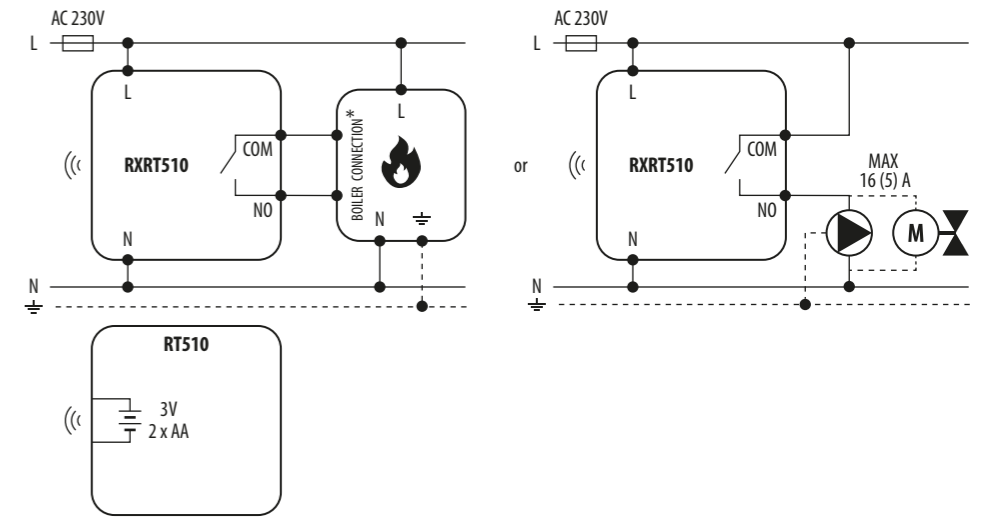 AC 230V
L
L
RXRT510
COM
NO
N
N
BOILER CONNECTION*
L
N
or
AC 230V
L
L
RXRT510
COM
NO
N
N
MAX
16 (5) A
M
RT510
3V
2 x AA